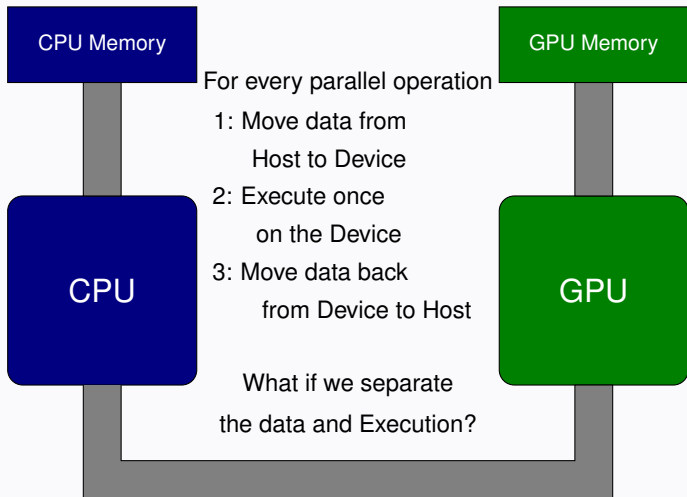 CPU Memory
GPU Memory
For every parallel operation
1: Move data from
Host to Device
2: Execute once
on the Device
3: Move data back
from Device to Host
CPU
GPU
What if we separate
the data and Execution?